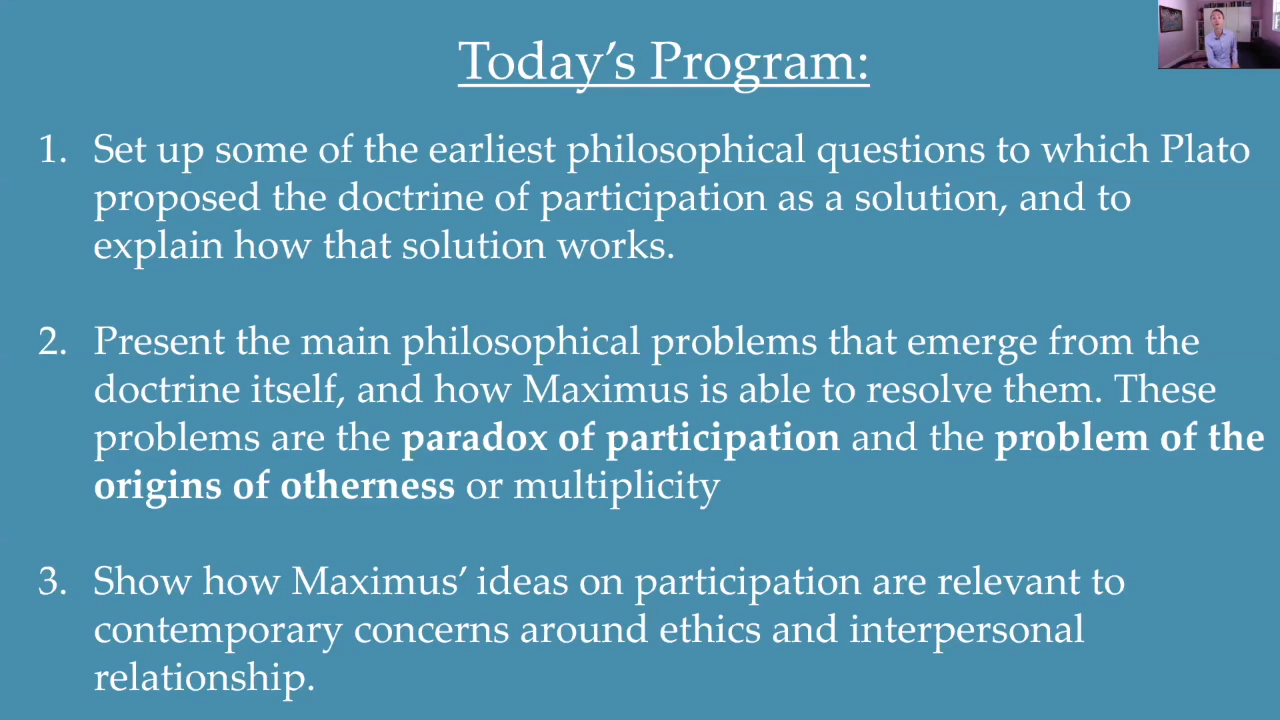 Today’s Program:
1. Set up some of the earliest philosophical questions to which Plato
proposed the doctrine of participation as a solution, and to
explain how that solution works.
2. Present the main philosophical problems that emerge from the
doctrine itself, and how Maximus is able to resolve them. These
problems are the paradox of participation and the problem of the
origins of otherness or multiplicity
3. Show how Maximus’ ideas on participation are relevant to
contemporary concerns around ethics and interpersonal
relationship.